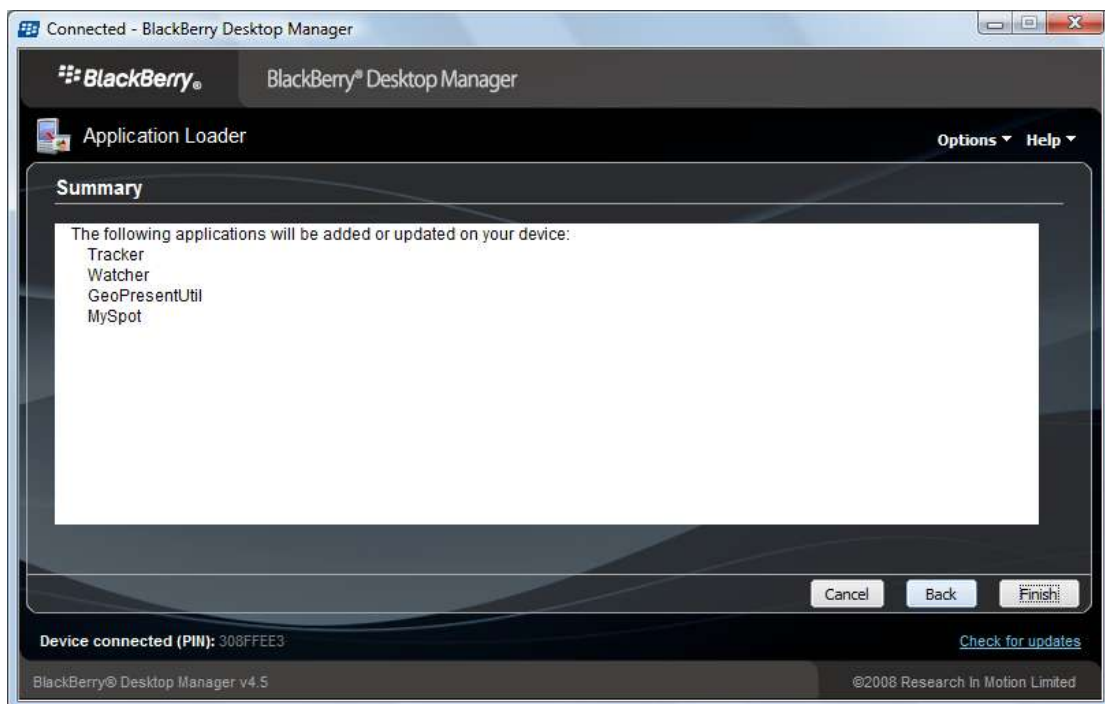 Connected - BlackBerry Desktop Manager
BlackBerry®
BlackBerry® Desktop Manager
Application Loader
Options
Help
Summary
The following applications will be added or updated on your device:
Tracker
Watcher
GeoPresentUtil
MySpot
Cancel
Back
Finish
Device connected (PIN): 308FFEE3
Check for updates
BlackBerry® Desktop Manager v4.5
©2008 Research In Motion Limited